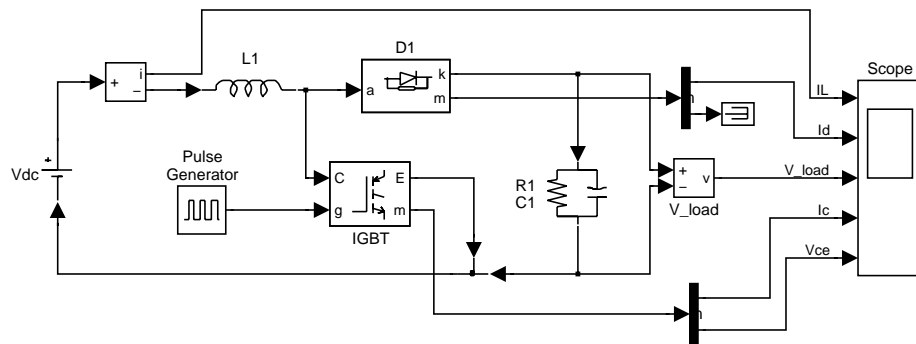 L1
D1
Scope
+
i
−
a
k
m
IL
Id
V_load
Ic
Vce
+
Vdc
Pulse
Generator
C
g
E
m
IGBT
R1
C1
+
−
v
V_load